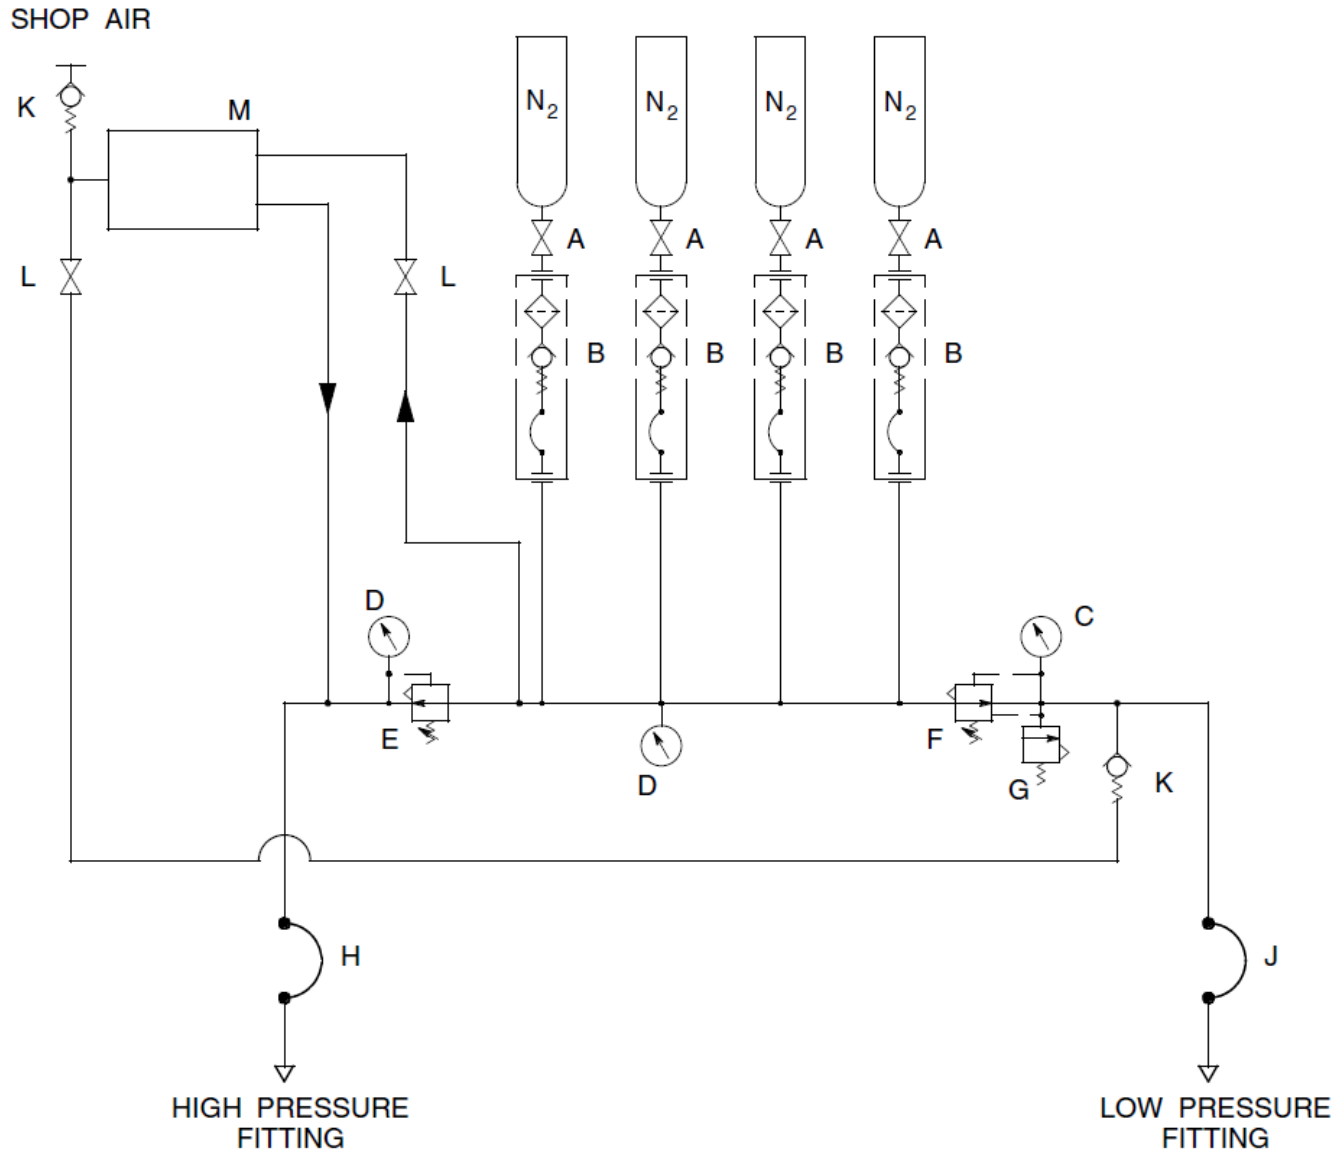 SHOP AIR
K
M
N2
N2
N2
N2
A
A
A
A
L
L
B
B
B
B
D
C
E
D
F
G
K
H
J
HIGH PRESSURE
FITTING
LOW PRESSURE
FITTING